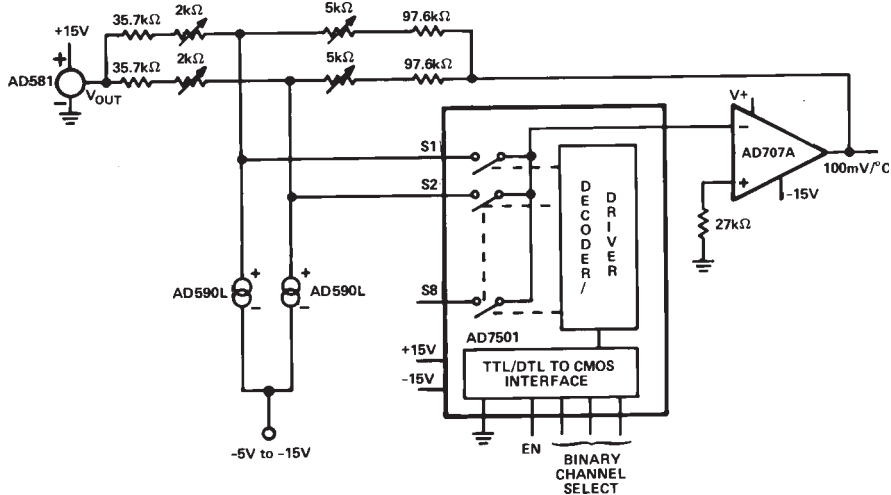 +15V
35.7kΩ
2kΩ
5kΩ
97.6kΩ
+
AD581
35.7kΩ
2kΩ
5kΩ
97.6kΩ
−
VOUT
V+
−
AD707A
100mV/°C
+
−15V
27kΩ
S1
S2
DECODER/
DRIVER
+
+
AD590L
AD590L
−
−
S8
AD7501
+15V
−15V
TTL/DTL TO CMOS
INTERFACE
−5V to −15V
EN
BINARY
CHANNEL
SELECT